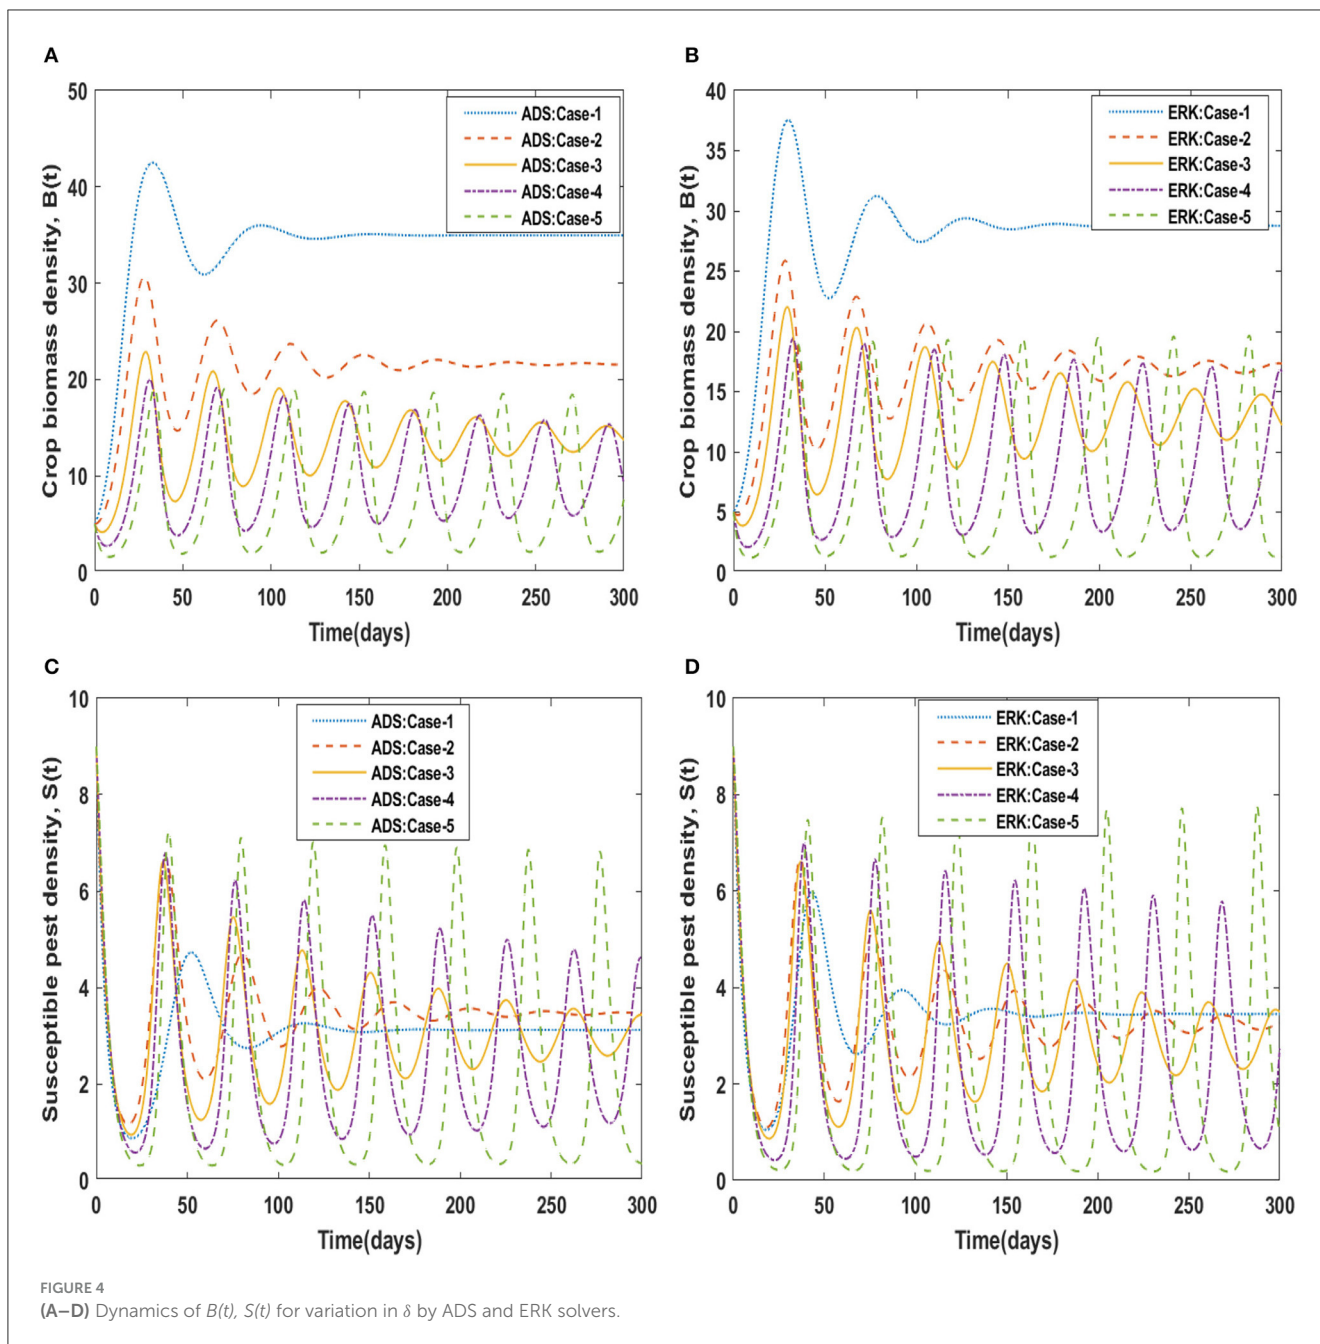 A
50
40
30
20
10
0
0 50 100 150 200 250 300
Crop biomass density, B(t)
Time(days)
ADS:Case-1
ADS:Case-2
ADS:Case-3
ADS:Case-4
ADS:Case-5
B
40
35
30
25
20
15
10
5
0
0 50 100 150 200 250 300
Crop biomass density, B(t)
Time(days)
ERK:Case-1
ERK:Case-2
ERK:Case-3
ERK:Case-4
ERK:Case-5
C
10
8
6
4
2
0
0 50 100 150 200 250 300
Susceptible pest density, S(t)
Time(days)
ADS:Case-1
ADS:Case-2
ADS:Case-3
ADS:Case-4
ADS:Case-5
D
10
8
6
4
2
0
0 50 100 150 200 250 300
Susceptible pest density, S(t)
Time(days)
ERK:Case-1
ERK:Case-2
ERK:Case-3
ERK:Case-4
ERK:Case-5
FIGURE 4
(A–D) Dynamics of B(t), S(t) for variation in δ by ADS and ERK solvers.